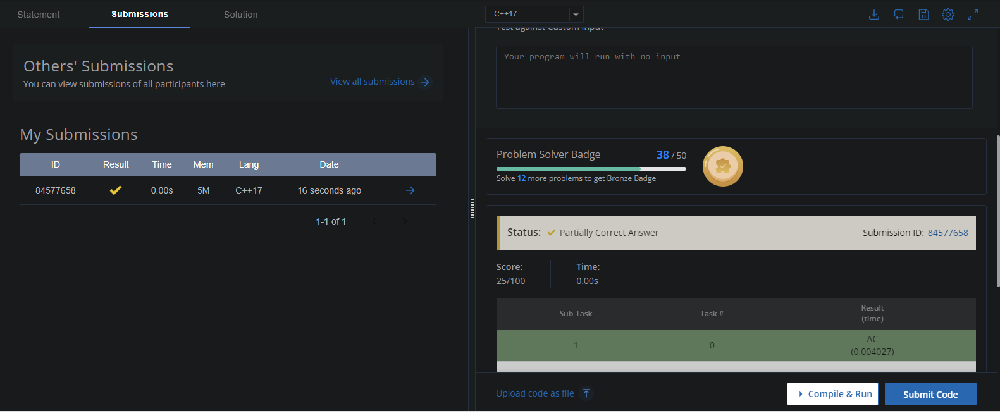 Statement
Submissions
Solution
C++17
Test against Custom Input
Others' Submissions
You can view submissions of all participants here
View all submissions
My Submissions
ID Result Time Mem Lang Date
84577658 0.00s 5M C++17 16 seconds ago
1-1 of 1
Your program will run with no input
Problem Solver Badge
38 / 50
Solve 12 more problems to get Bronze Badge
Status: Partially Correct Answer
Submission ID: 84577658
Score: Time:
25/100 0.00s
Sub-Task Task # Result
(time)
1 0 AC
(0.004027)
Upload code as file
Compile & Run
Submit Code